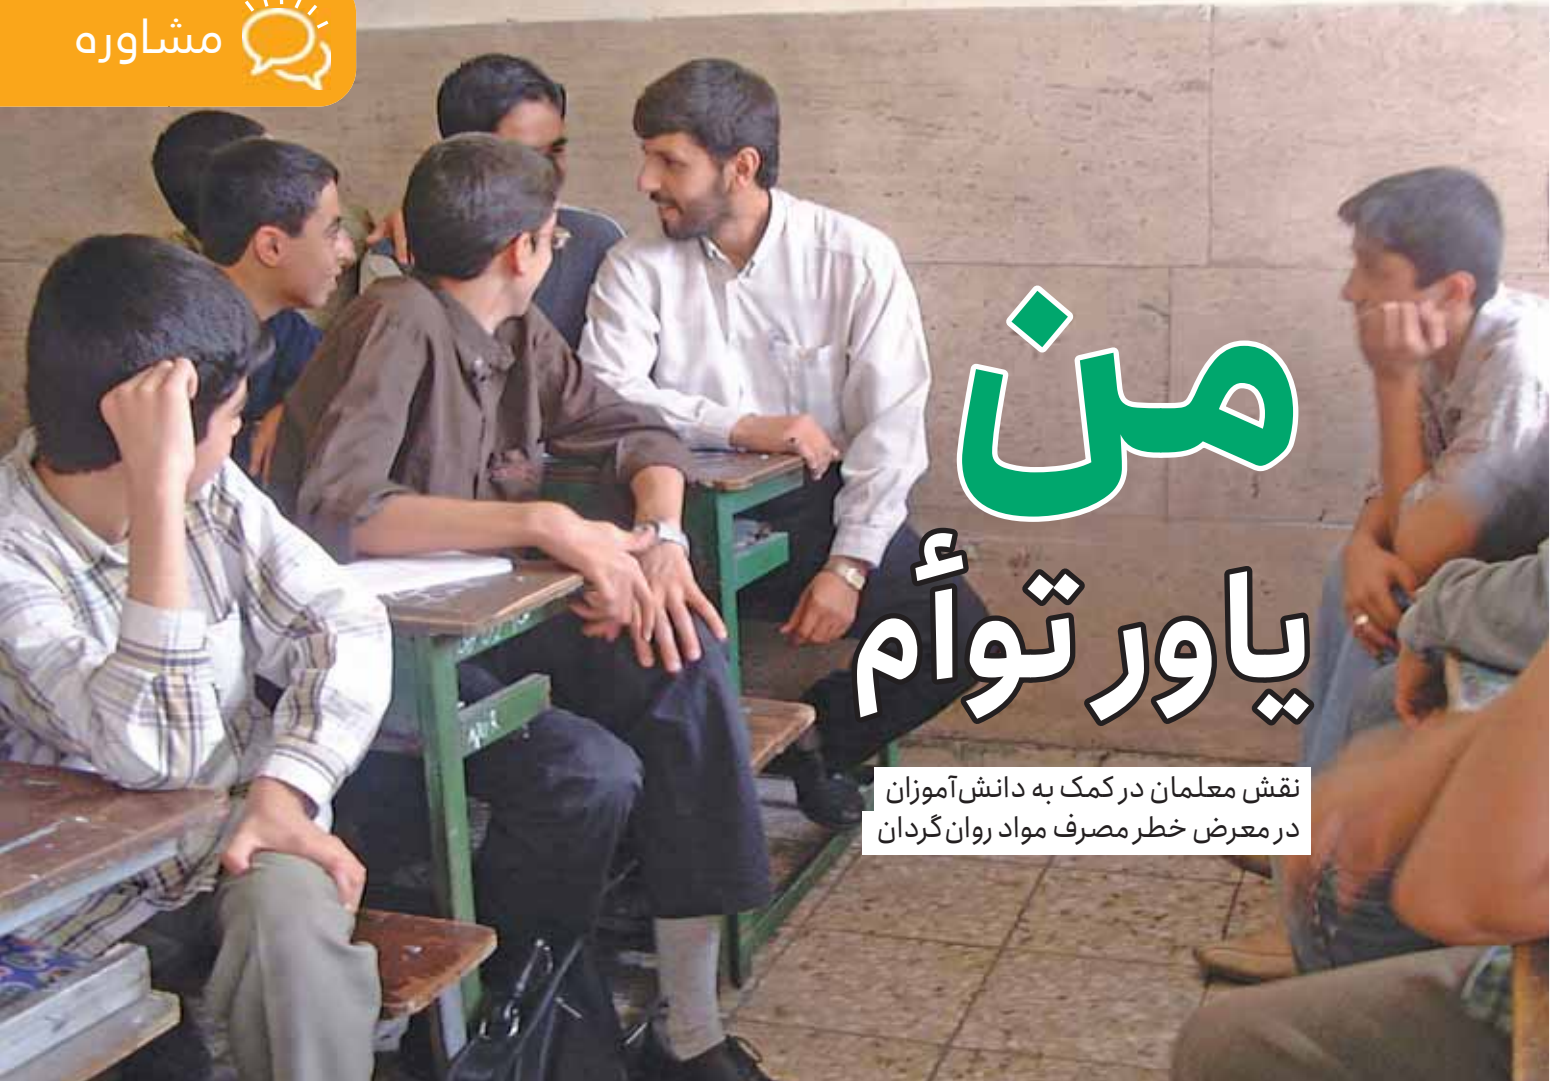 مشاوره
من
یاور توأم
نقش معلمان در کمک به دانش‌آموزان
در معرض خطر مصرف مواد روان‌گردان